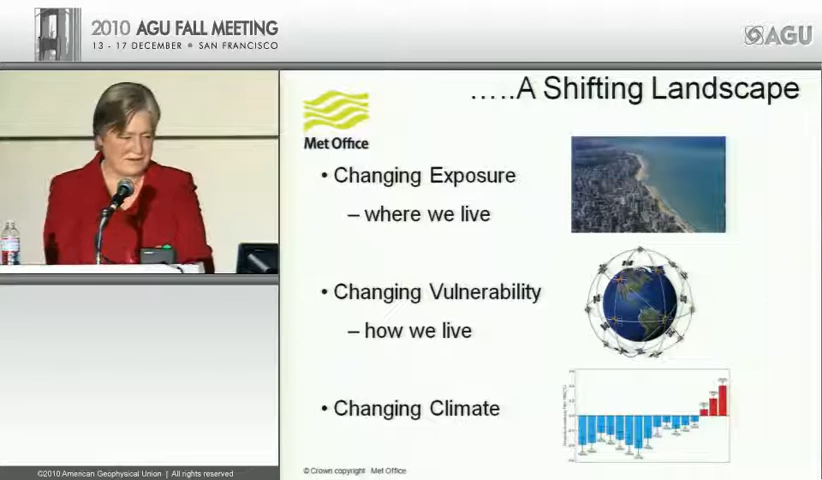 2010 AGU FALL MEETING
13 - 17 DECEMBER SAN FRANCISCO
AGU
.....A Shifting Landscape
Met Office
• Changing Exposure
– where we live
• Changing Vulnerability
– how we live
• Changing Climate
©2010 American Geophysical Union | All rights reserved
© Crown copyright Met Office